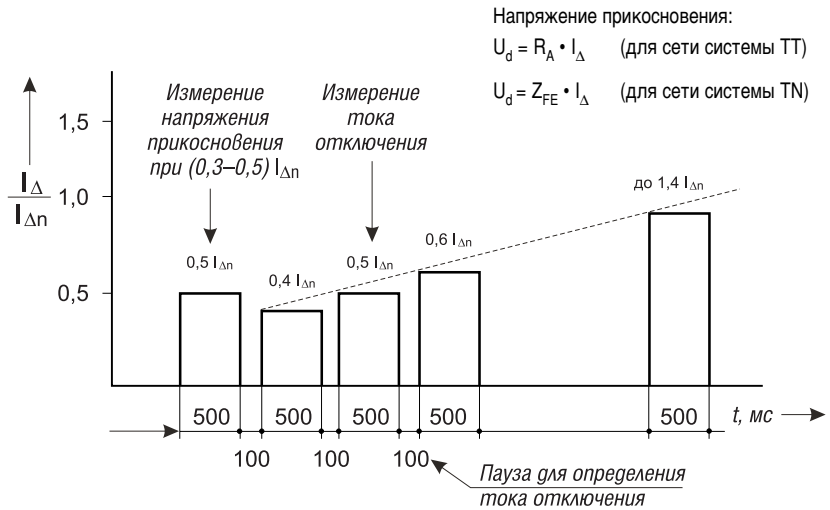 Напряжение прикосновения:
U_d = R_A • I_Δ (для сети системы ТТ)
U_d = Z_FE • I_Δ (для сети системы TN)
Измерение
напряжения
прикосновения
при (0,3–0,5) I_Δn
Измерение
тока
отключения
I_Δ
I_Δn
1,5
1,0
0,5
0,5 I_Δn
0,4 I_Δn
0,5 I_Δn
0,6 I_Δn
до 1,4 I_Δn
500
500
500
500
500
t, мс
100
100
100
Пауза для определения
тока отключения